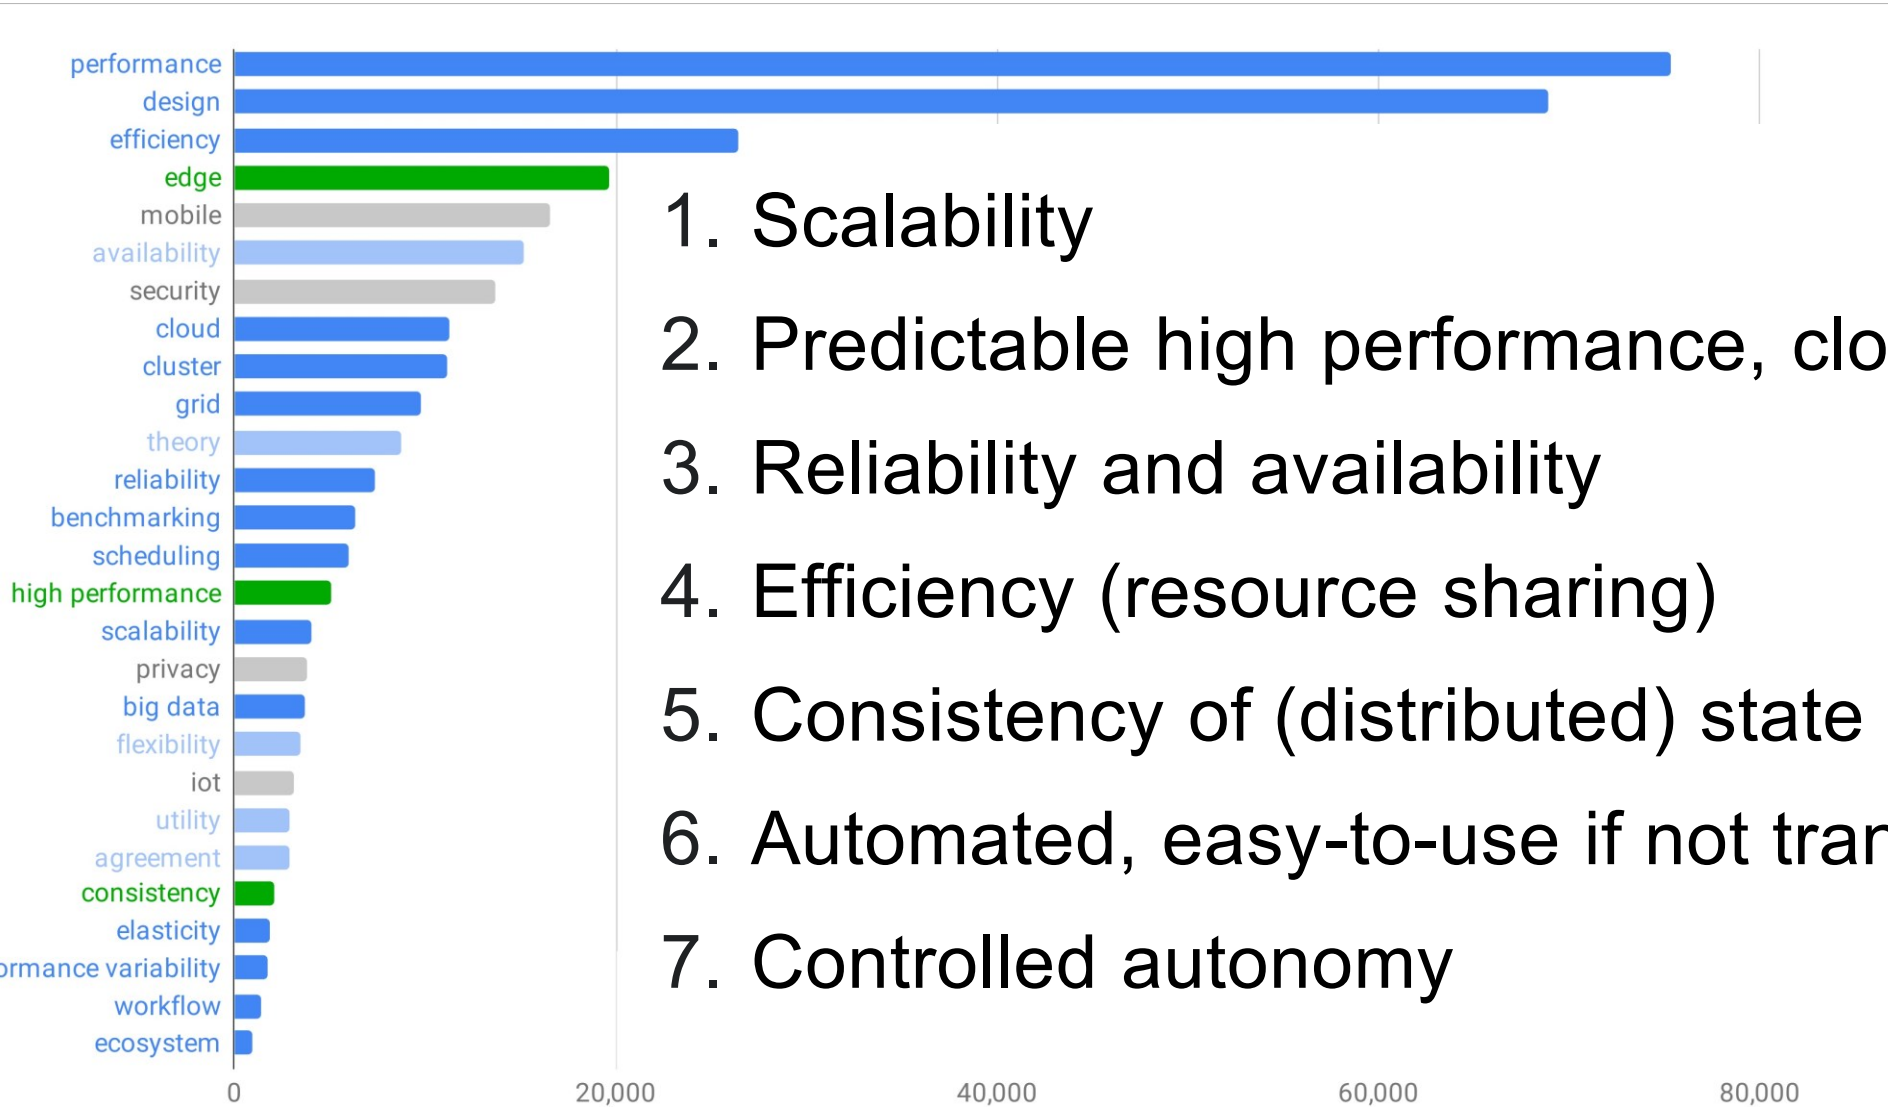 performance
design
efficiency
edge
mobile
availability
security
cloud
cluster
grid
theory
reliability
benchmarking
scheduling
high performance
scalability
privacy
big data
flexibility
iot
utility
agreement
consistency
elasticity
ormance variability
workflow
ecosystem
0 20,000 40,000 60,000 80,000
1. Scalability
2. Predictable high performance, clo
3. Reliability and availability
4. Efficiency (resource sharing)
5. Consistency of (distributed) state
6. Automated, easy-to-use if not tran
7. Controlled autonomy